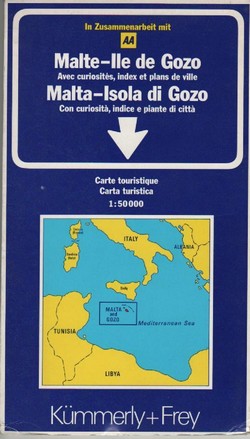 In Zusammenarbeit mit
AA
Malte–Ile de Gozo
Avec curiosités, index et plans de ville
Malta–Isola di Gozo
Con curiosità, indice e piante di città
Carte touristique
Carta turistica
1:50000
ITALY
ALBANIA
Sicily
MALTA
and
GOZO
Mediterranean Sea
TUNISIA
LIBYA
Kümmerly+Frey